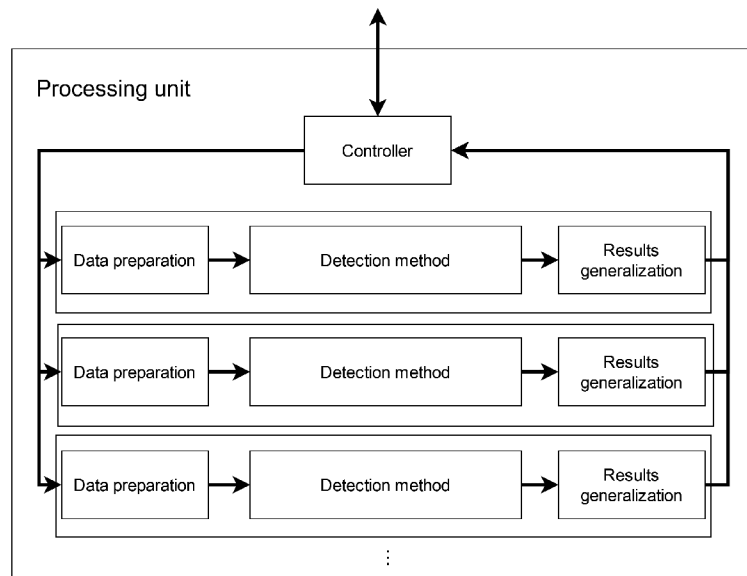 Processing unit
Controller
Data preparation
Detection method
Results
generalization
Data preparation
Detection method
Results
generalization
Data preparation
Detection method
Results
generalization
⋮